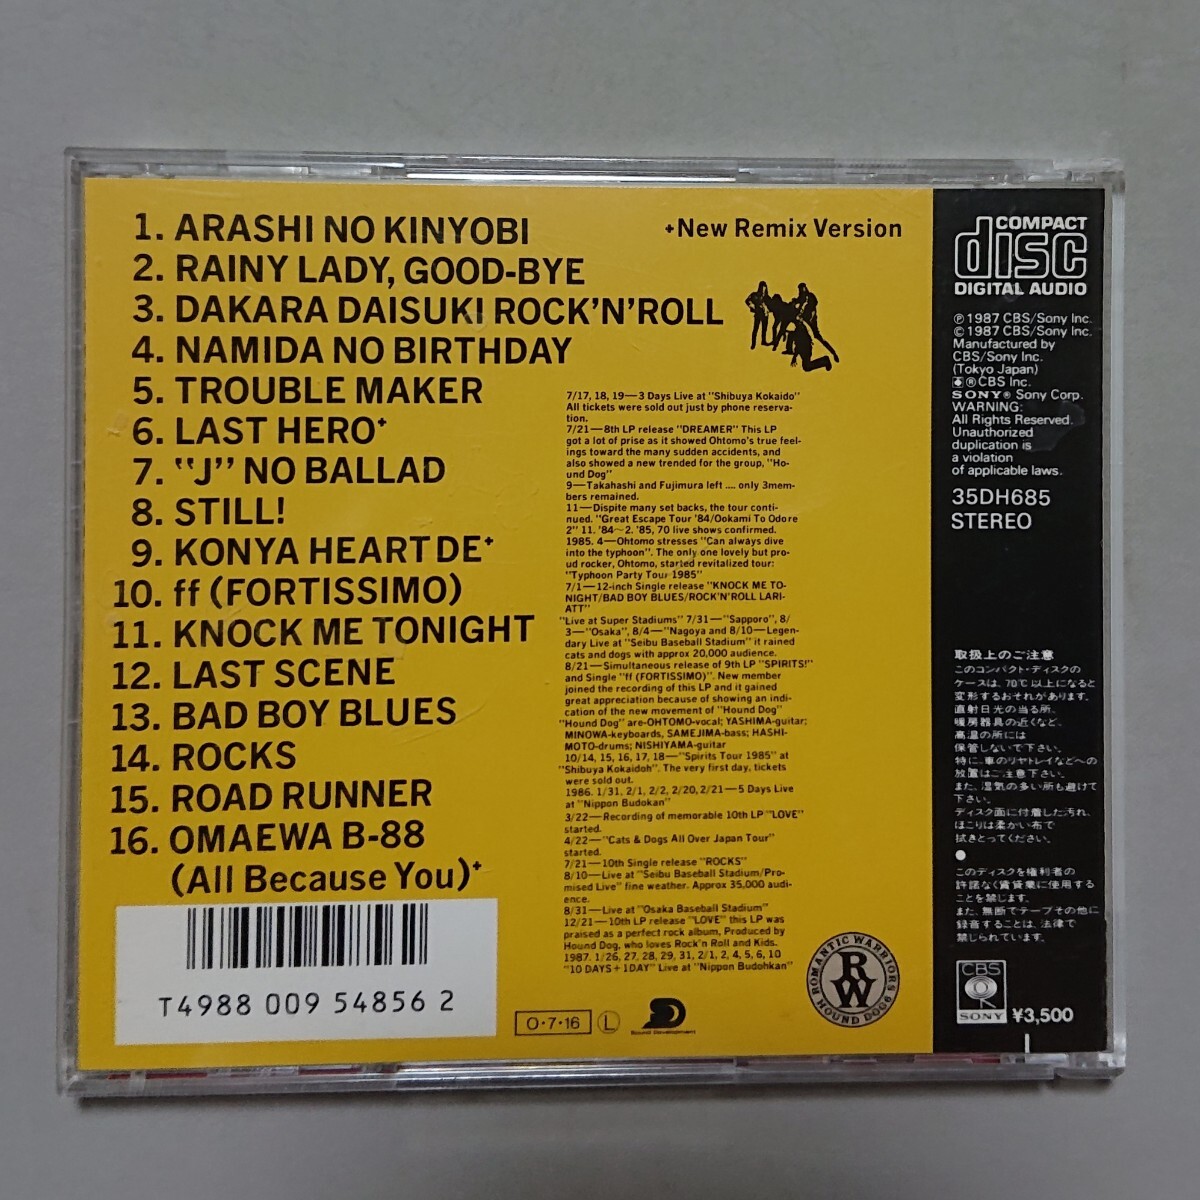 1. ARASHI NO KINYOBI
2. RAINY LADY, GOOD-BYE
3. DAKARA DAISUKI ROCK'N'ROLL
4. NAMIDA NO BIRTHDAY
5. TROUBLE MAKER
6. LAST HERO+
7. "J" NO BALLAD
8. STILL!
9. KONYA HEART DE+
10. ff (FORTISSIMO)
11. KNOCK ME TONIGHT
12. LAST SCENE
13. BAD BOY BLUES
14. ROCKS
15. ROAD RUNNER
16. OMAEWA B-88
(All Because You)+
T4988 009 54856 2
+New Remix Version
7/17, 18, 19—3 Days Live at "Shibuya Kokaido"
All tickets were sold out just by phone reserva-
tion.
7/21—8th LP release "DREAMER" This LP
got a lot of prise as it showed Ohtomo's true feel-
ings toward the many sudden accidents, and
also showed a new trended for the group, "Ho-
und Dog"
9—Takahashi and Fujimura left .... only 3mem-
bers remained.
11—Dispite many set backs, the tour conti-
nued. "Great Escape Tour '84/Ookami To Odore
2" 11. '84~2. '85, 70 live shows confirmed.
1985. 4—Ohtomo stresses "Can always dive
into the typhoon". The only one lovely but pro-
ud rocker, Ohtomo, started revitalized tour:
"Typhoon Party Tour 1985"
7/1—12-inch Single release "KNOCK ME TO-
NIGHT/BAD BOY BLUES/ROCK'N'ROLL LARI-
ATT"
"Live at Super Stadiums" 7/31—"Sapporo", 8/
3—"Osaka", 8/4—"Nagoya and 8/10—Legen-
dary Live at "Seibu Baseball Stadium" it rained
cats and dogs with approx 20,000 audience.
8/21—Simultaneous release of 9th LP "SPIRITS!"
and Single "ff (FORTISSIMO)". New member
joined the recording of this LP and it gained
great appreciation because of showing an indi-
cation of the new movement of "Hound Dog"
"Hound Dog" are-OHTOMO-vocal; YASHIMA-guitar;
MINOWA-keyboards, SAMEJIMA-bass; HASHI-
MOTO-drums; NISHIYAMA-guitar
10/14, 15, 16, 17, 18—"Spirits Tour 1985" at
"Shibuya Kokaidoh". The very first day, tickets
were sold out.
1986. 1/31, 2/1, 2/2, 2/20, 2/21—5 Days Live
at "Nippon Budokan"
3/22—Recording of memorable 10th LP "LOVE"
started.
4/22—"Cats & Dogs All Over Japan Tour"
started.
7/21—10th Single release "ROCKS"
8/10—Live at "Seibu Baseball Stadium/Pro-
mised Live" fine weather. Approx 35,000 audi-
ence.
8/31—Live at "Osaka Baseball Stadium"
12/21—10th LP release "LOVE" this LP was
praised as a perfect rock album, Produced by
Hound Dog, who loves Rock'n Roll and Kids.
1987. 1/26, 27, 28, 29, 31, 2/1, 2, 4, 5, 6, 10
"10 DAYS+1DAY" Live at "Nippon Budohkan"
O·7·16 L
Sound Development
ROMANTIC WARRIORS
RW
HOUND DOGS
COMPACT
disc
DIGITAL AUDIO
Ⓟ1987 CBS/Sony Inc.
©1987 CBS/Sony Inc.
Manufactured by
CBS/Sony Inc.
(Tokyo Japan)
®CBS Inc.
SONY® Sony Corp.
WARNING:
All Rights Reserved.
Unauthorized
duplication is
a violation
of applicable laws.
35DH685
STEREO
取扱上のご注意
このコンパクト・ディスクの
ケースは、70℃以上になると
変形するおそれがあります。
直射日光の当る所、
暖房器具の近くなど、
高温の所には
保管しないで下さい。
特に、車のリヤトレイなどへの
放置はご注意下さい。
また、湿気の多い所も避けて
下さい。
ディスク面に付着した汚れ、
ほこりは柔かい布で
拭きとってください。
●
このディスクを権利者の
許諾なく賃貸業に使用する
ことを禁じます。
また、無断でテープその他に
録音することは、法律で
禁じられています。
CBS
SONY
¥3,500